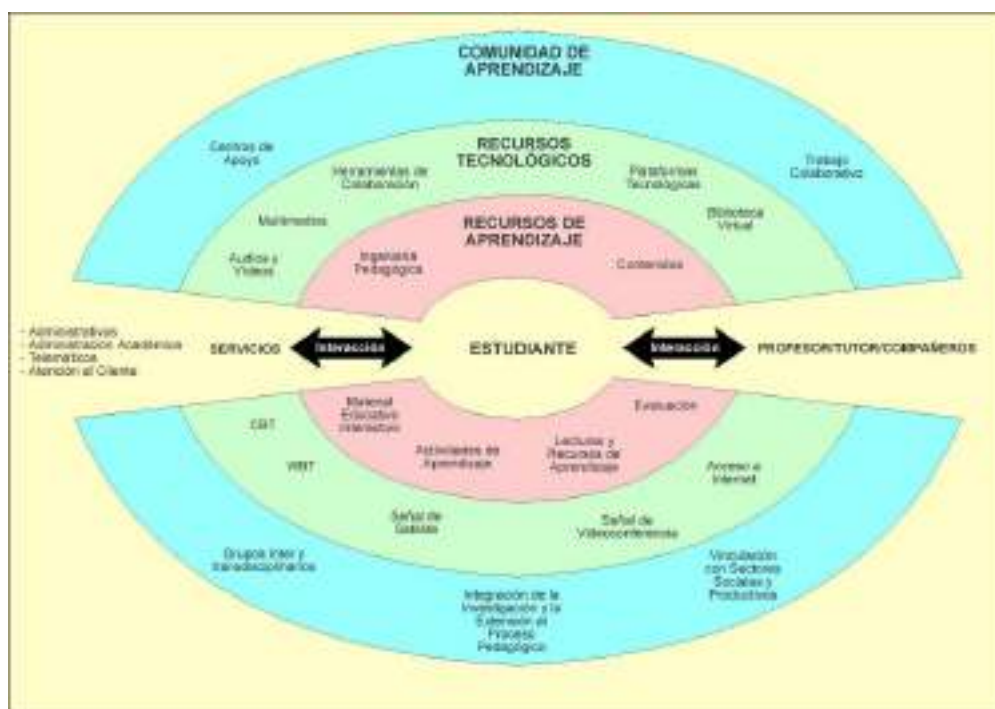 COMUNIDAD DE
APRENDIZAJE
Centros de
Apoyo
RECURSOS
TECNOLÓGICOS
Trabajo
Colaborativo
Herramientas de
Colaboración
Plataformas
Tecnológicas
Multimedios
Biblioteca
Virtual
RECURSOS DE
APRENDIZAJE
Audios y
Videos
Ingeniería
Pedagógica
Contenidos
- Administrativos
- Administración Académica
- Telemáticos
- Atención al Cliente
SERVICIOS
Interacción
ESTUDIANTE
Interacción
PROFESOR/TUTOR/COMPAÑEROS
CBT
Material
Educativo
Interactivo
Evaluación
WBT
Actividades de
Aprendizaje
Lecturas y
Recursos de
Aprendizaje
Acceso a
Internet
Señal de
Satélite
Señal de
Videoconferencia
Grupos Inter y
transdisciplinarios
Vinculación
con Sectores
Sociales y
Productivos
Integración de la
Investigación y la
Extensión al
Proceso
Pedagógico